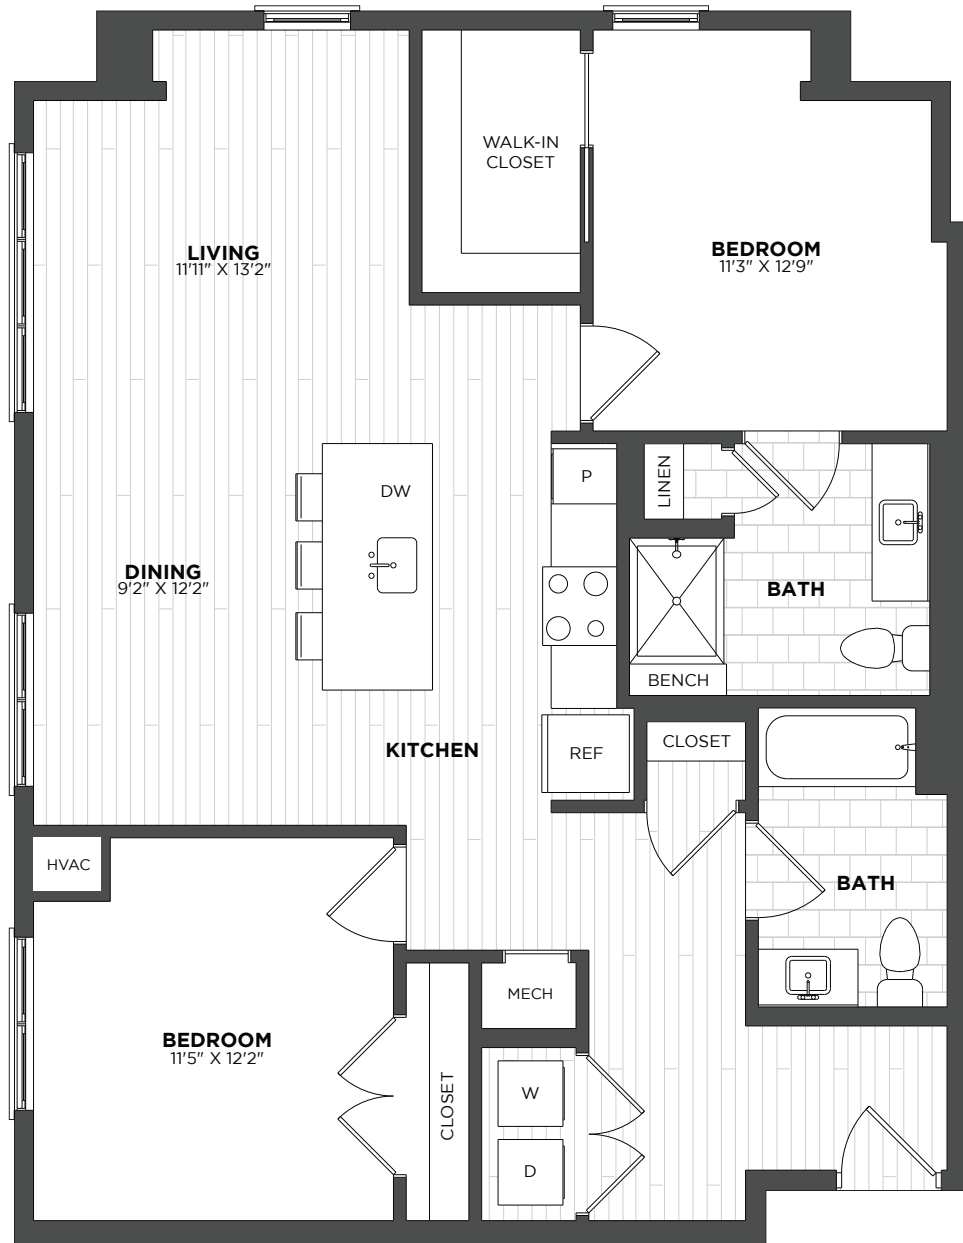 WALK-IN
CLOSET
LIVING
11'11" X 13'2"
BEDROOM
11'3" X 12'9"
LINEN
P
DW
DINING
9'2" X 12'2"
BATH
BENCH
KITCHEN
REF
CLOSET
HVAC
BATH
MECH
BEDROOM
11'5" X 12'2"
CLOSET
W
D